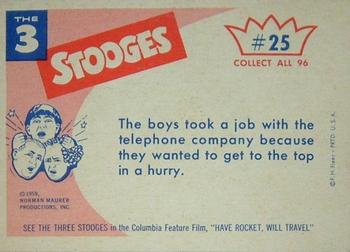 THE
3
STOOGES
#25
COLLECT ALL 96
The boys took a job with the
telephone company because
they wanted to get to the top
in a hurry.
©1959,
NORMAN MAURER
PRODUCTIONS, INC.
©F.H. Fleer - PRTD. U.S.A.
SEE THE THREE STOOGES in the Columbia Feature Film, "HAVE ROCKET, WILL TRAVEL"